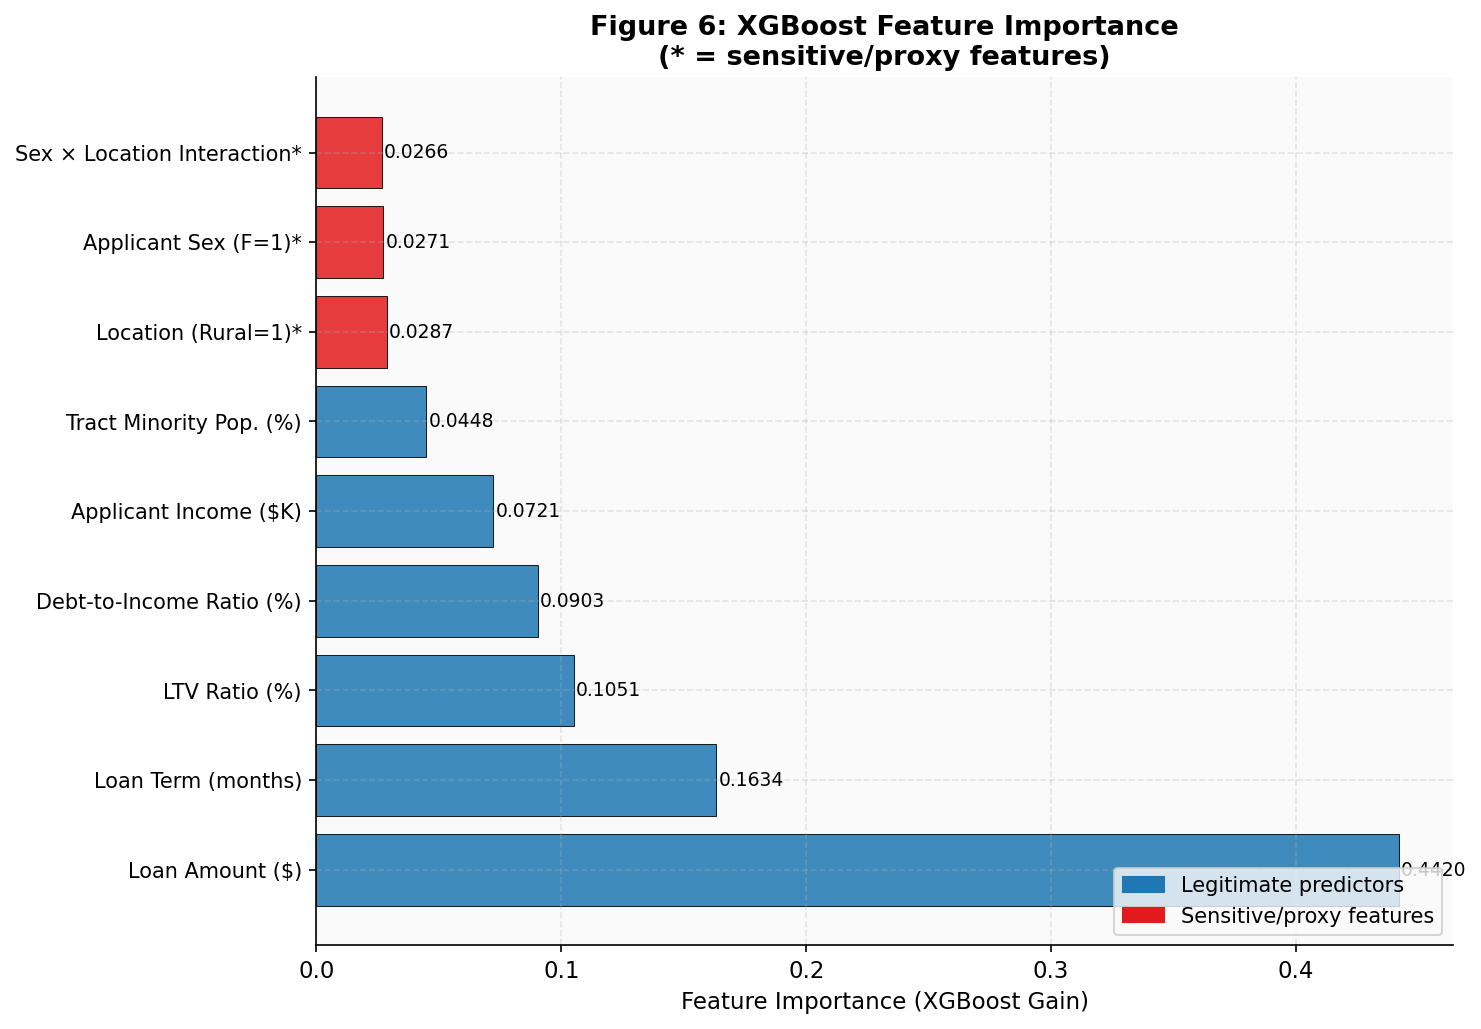 Figure 6: XGBoost Feature Importance
(* = sensitive/proxy features)
Sex × Location Interaction*
0.0266
Applicant Sex (F=1)*
0.0271
Location (Rural=1)*
0.0287
Tract Minority Pop. (%)
0.0448
Applicant Income ($K)
0.0721
Debt-to-Income Ratio (%)
0.0903
LTV Ratio (%)
0.1051
Loan Term (months)
0.1634
Loan Amount ($)
0.4420
Legitimate predictors
Sensitive/proxy features
0.0 0.1 0.2 0.3 0.4
Feature Importance (XGBoost Gain)